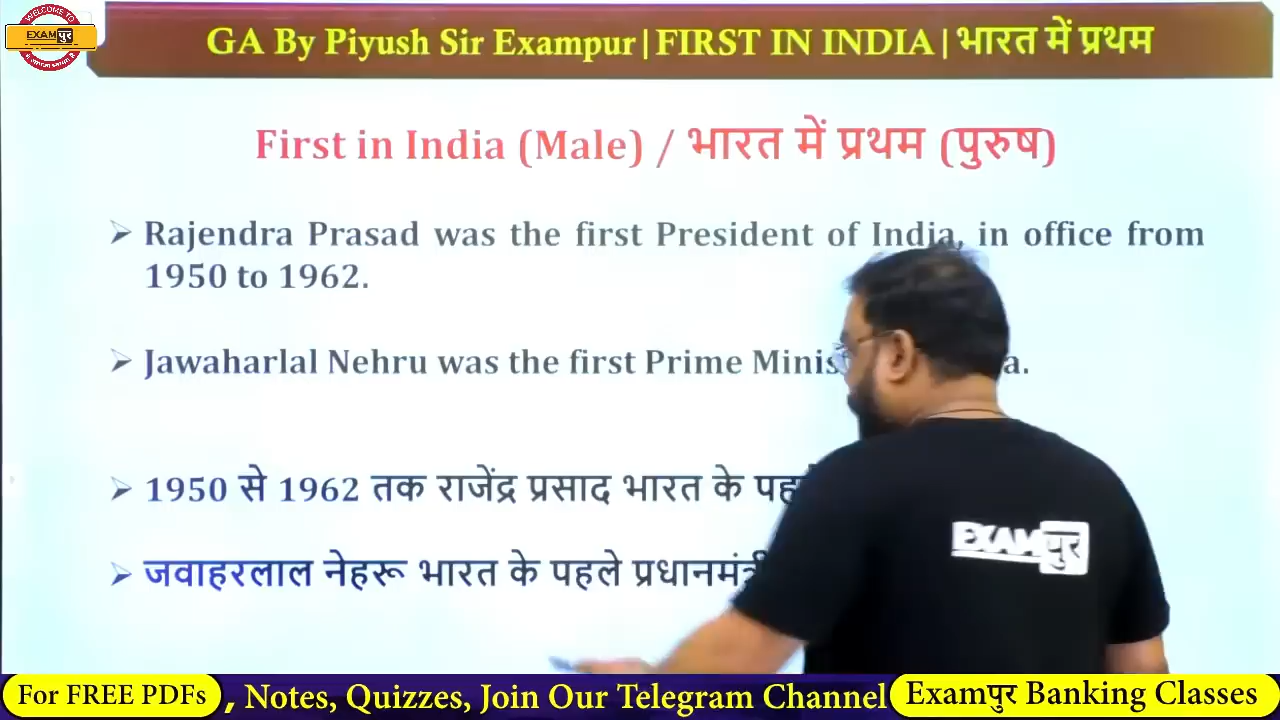 WELCOME TO
EXAMपुर
GA By Piyush Sir Exampur|FIRST IN INDIA|भारत में प्रथम
First in India (Male) / भारत में प्रथम (पुरुष)
➢ Rajendra Prasad was the first President of India, in office from
1950 to 1962.
➢ Jawaharlal Nehru was the first Prime
➢ 1950 से 1962 तक राजेंद्र प्रसाद भारत के
➢ जवाहरलाल नेहरू भारत के पहले प्रधानमंत्री
EXAMपुर
For FREE PDFs , Notes, Quizzes, Join Our Telegram Channel Examपुर Banking Classes